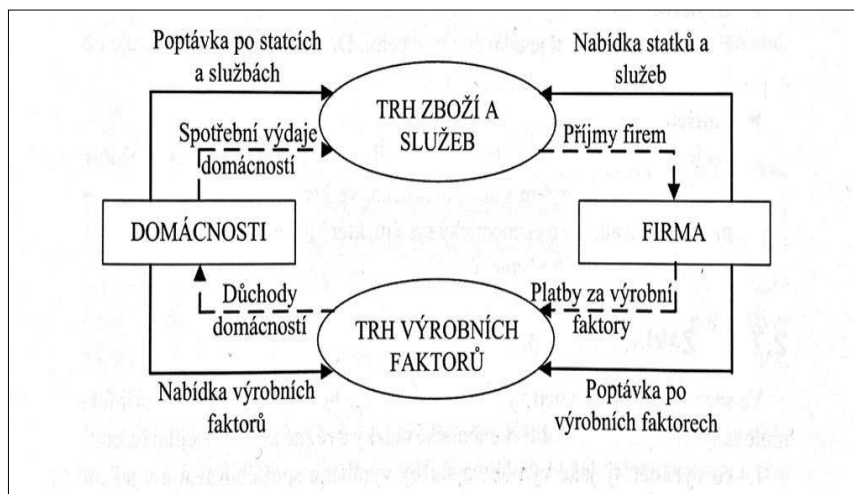 Poptávka po statcích
a službách
Nabídka statků a
služeb
TRH ZBOŽÍ A
SLUŽEB
Spotřební výdaje
domácností
Příjmy firem
DOMÁCNOSTI
FIRMA
Důchody
domácností
Platby za výrobní
faktory
TRH VÝROBNÍCH
FAKTORŮ
Nabídka výrobních
faktorů
Poptávka po
výrobních faktorech